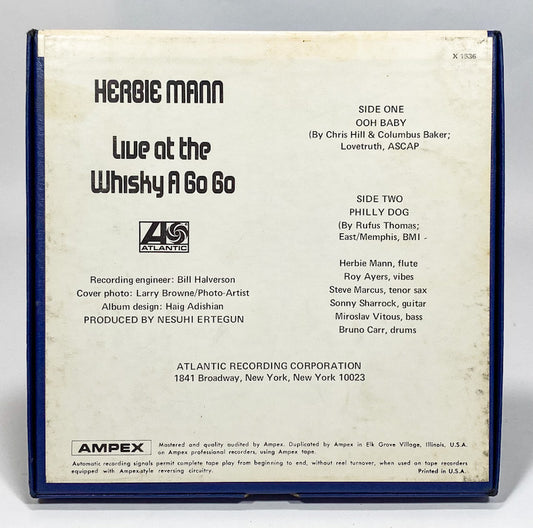 X 1536
HERBIE MANN
Live at the
Whisky A Go Go
ATLANTIC
Recording engineer: Bill Halverson
Cover photo: Larry Browne/Photo-Artist
Album design: Haig Adishian
PRODUCED BY NESUHI ERTEGUN
SIDE ONE
OOH BABY
(By Chris Hill & Columbus Baker;
Lovetruth, ASCAP
SIDE TWO
PHILLY DOG
(By Rufus Thomas;
East/Memphis, BMI -
Herbie Mann, flute
Roy Ayers, vibes
Steve Marcus, tenor sax
Sonny Sharrock, guitar
Miroslav Vitous, bass
Bruno Carr, drums
ATLANTIC RECORDING CORPORATION
1841 Broadway, New York, New York 10023
AMPEX
Mastered and quality audited by Ampex. Duplicated by Ampex in Elk Grove Village, Illinois, U.S.A.
on Ampex professional recorders, using Ampex tape.
Automatic recording signals permit complete tape play from beginning to end, without reel turnover, when used on tape recorders
equipped with Ampex-style reversing circuitry.
Printed in U.S.A.